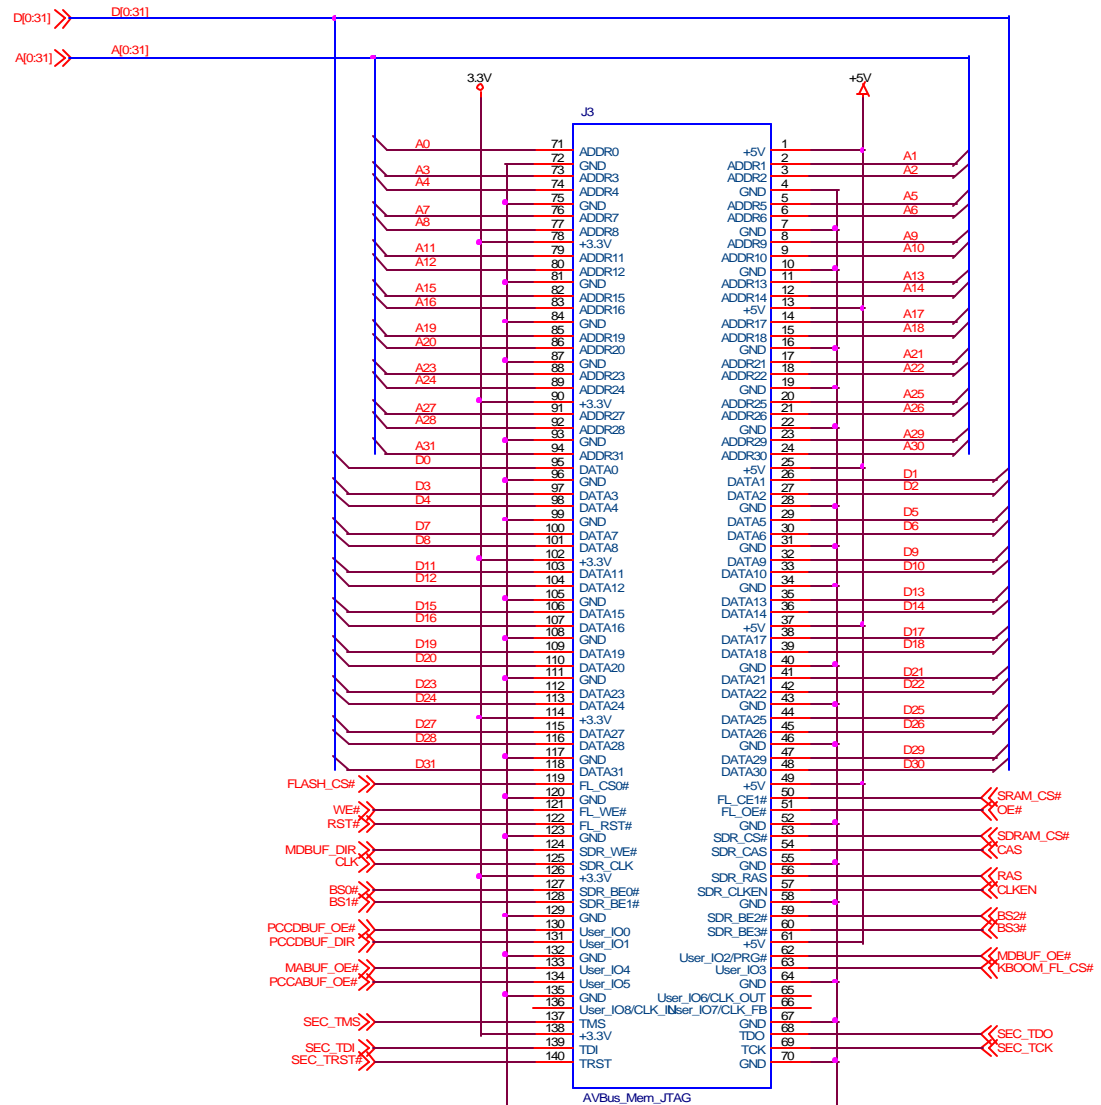 D[0:31] D[0:31]
A[0:31] A[0:31]
3.3V +5V
J3
A0 71 ADDR0 +5V 1
72 GND ADDR1 2 A1
A3 73 ADDR3 ADDR2 3 A2
A4 74 ADDR4 GND 4
75 GND ADDR5 5 A5
A7 76 ADDR7 ADDR6 6 A6
A8 77 ADDR8 GND 7
78 +3.3V ADDR9 8 A9
A11 79 ADDR11 ADDR10 9 A10
A12 80 ADDR12 GND 10
81 GND ADDR13 11 A13
A15 82 ADDR15 ADDR14 12 A14
A16 83 ADDR16 +5V 13
84 GND ADDR17 14 A17
A19 85 ADDR19 ADDR18 15 A18
A20 86 ADDR20 GND 16
87 GND ADDR21 17 A21
A23 88 ADDR23 ADDR22 18 A22
A24 89 ADDR24 GND 19
90 +3.3V ADDR25 20 A25
A27 91 ADDR27 ADDR26 21 A26
A28 92 ADDR28 GND 22
93 GND ADDR29 23 A29
A31 94 ADDR31 ADDR30 24 A30
D0 95 DATA0 +5V 25
96 GND DATA1 26 D1
D3 97 DATA3 DATA2 27 D2
D4 98 DATA4 GND 28
99 GND DATA5 29 D5
D7 100 DATA7 DATA6 30 D6
D8 101 DATA8 GND 31
102 +3.3V DATA9 32 D9
D11 103 DATA11 DATA10 33 D10
D12 104 DATA12 GND 34
105 GND DATA13 35 D13
D15 106 DATA15 DATA14 36 D14
D16 107 DATA16 +5V 37
108 GND DATA17 38 D17
D19 109 DATA19 DATA18 39 D18
D20 110 DATA20 GND 40
111 GND DATA21 41 D21
D23 112 DATA23 DATA22 42 D22
D24 113 DATA24 GND 43
114 +3.3V DATA25 44 D25
D27 115 DATA27 DATA26 45 D26
D28 116 DATA28 GND 46
117 GND DATA29 47 D29
D31 118 DATA31 DATA30 48 D30
FLASH_CS# 119 FL_CS0# +5V 49
120 GND FL_CE1# 50 SRAM_CS#
WE# 121 FL_WE# FL_OE# 51 OE#
RST# 122 FL_RST# GND 52
123 GND SDR_CS# 53 SDRAM_CS#
MDBUF_DIR 124 SDR_WE# SDR_CAS 54 CAS
CLK 125 SDR_CLK GND 55
126 +3.3V SDR_RAS 56 RAS
BS0# 127 SDR_BE0# SDR_CLKEN 57 CLKEN
BS1# 128 SDR_BE1# GND 58
129 GND SDR_BE2# 59 BS2#
PCCDBUF_OE# 130 User_IO0 SDR_BE3# 60 BS3#
PCCDBUF_DIR 131 User_IO1 +5V 61
132 GND User_IO2/PRG# 62 MDBUF_OE#
MABUF_OE# 133 User_IO4 User_IO3 63 KBOOM_FL_CS#
PCCABUF_OE# 134 User_IO5 GND 64
135 GND User_IO6/CLK_OUT 65
136 User_IO8/CLK_IN User_IO7/CLK_FB 66
SEC_TMS 137 TMS GND 67
138 +3.3V TDO 68 SEC_TDO
SEC_TDI 139 TDI TCK 69 SEC_TCK
SEC_TRST# 140 TRST GND 70
AVBus_Mem_JTAG